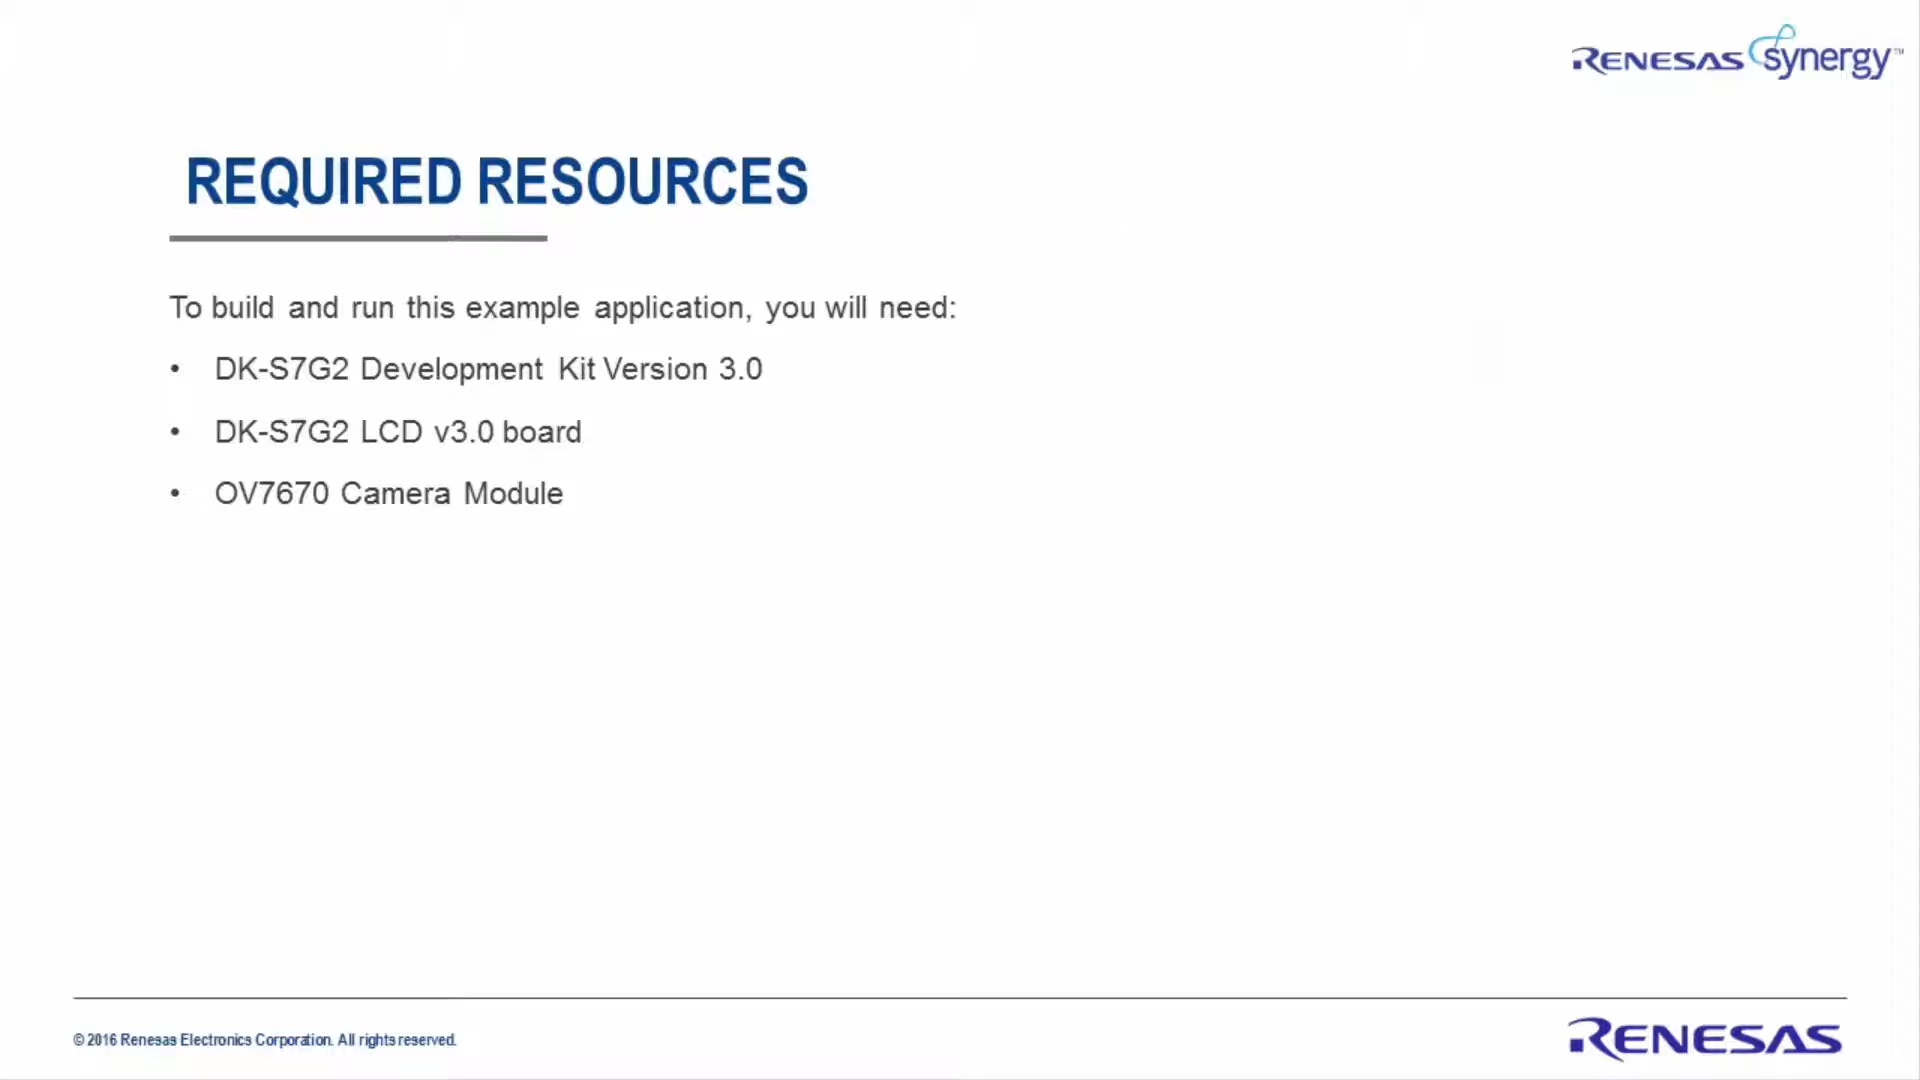 RENESAS synergy™
REQUIRED RESOURCES
To build and run this example application, you will need:
• DK-S7G2 Development Kit Version 3.0
• DK-S7G2 LCD v3.0 board
• OV7670 Camera Module
© 2016 Renesas Electronics Corporation. All rights reserved.
RENESAS